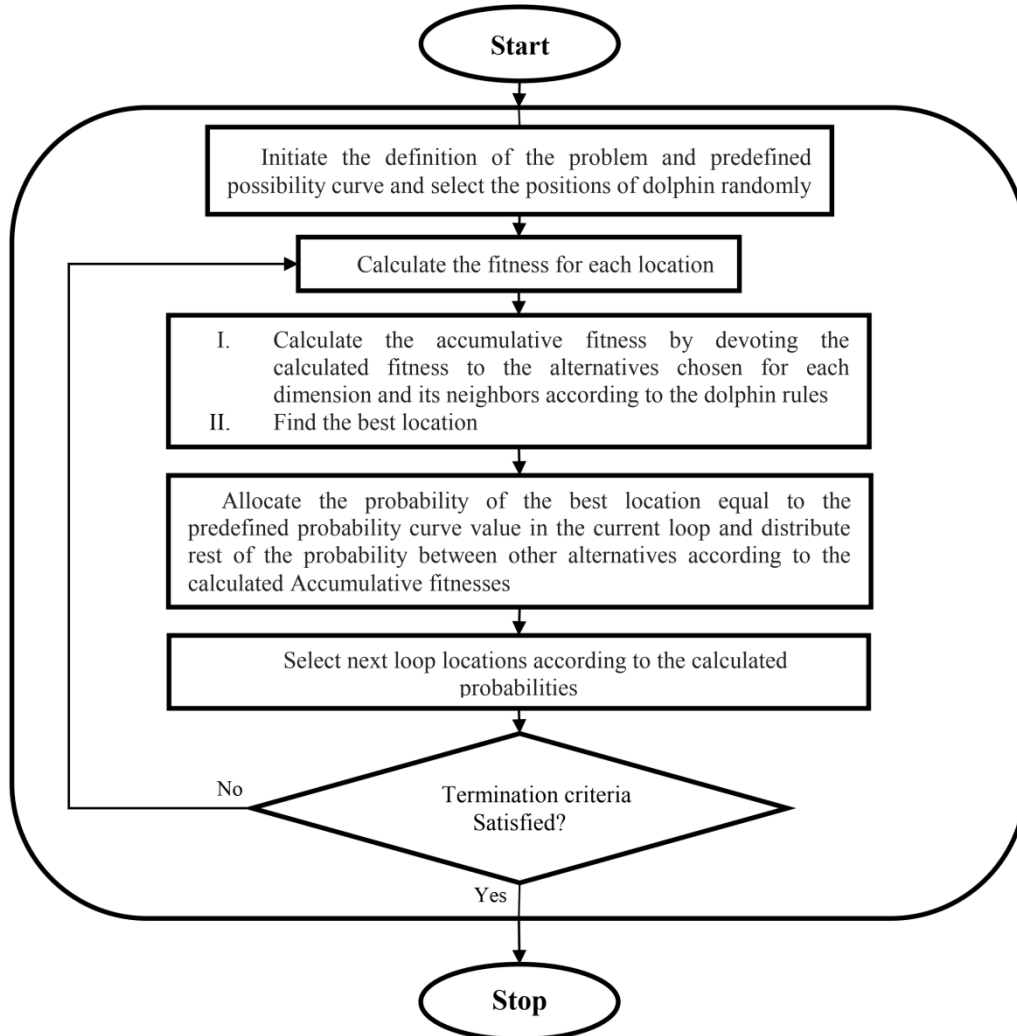 Start
Initiate the definition of the problem and predefined
possibility curve and select the positions of dolphin randomly
Calculate the fitness for each location
I. Calculate the accumulative fitness by devoting the
calculated fitness to the alternatives chosen for each
dimension and its neighbors according to the dolphin rules
II. Find the best location
Allocate the probability of the best location equal to the
predefined probability curve value in the current loop and distribute
rest of the probability between other alternatives according to the
calculated Accumulative fitnesses
Select next loop locations according to the calculated
probabilities
No
Termination criteria
Satisfied?
Yes
Stop